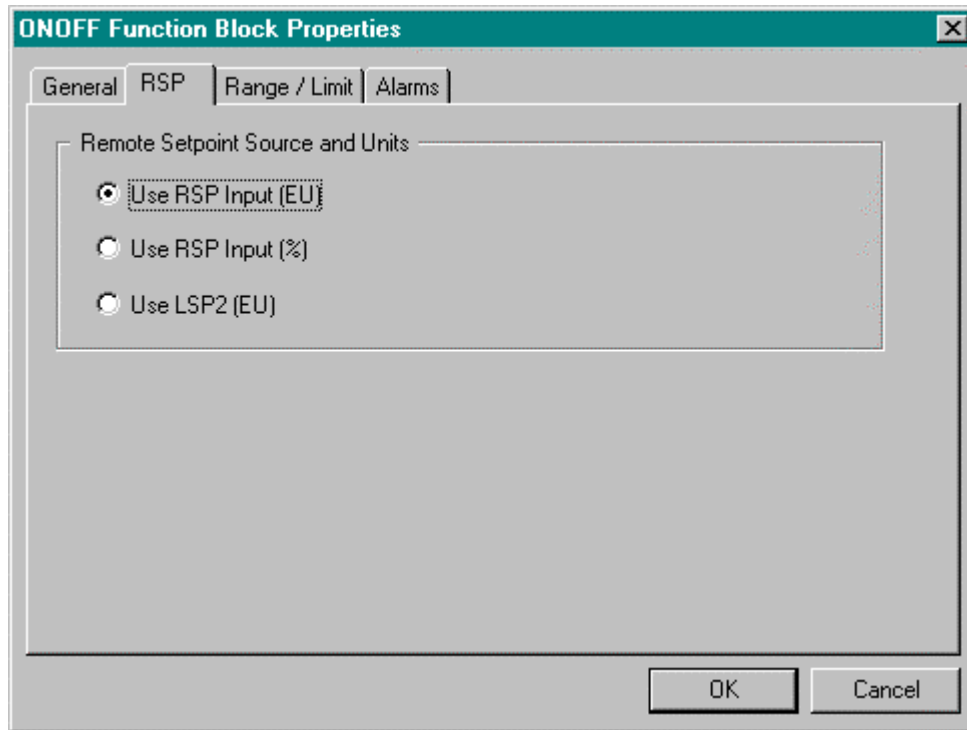 ONOFF Function Block Properties
General RSP Range / Limit Alarms
Remote Setpoint Source and Units
Use RSP Input (EU)
Use RSP Input (%)
Use LSP2 (EU)
OK Cancel